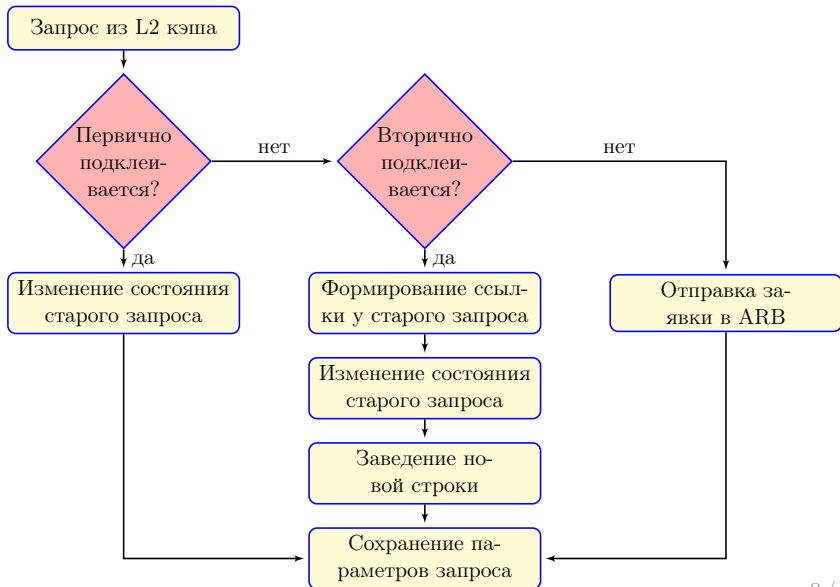 Запрос из L2 кэша
Первично
подклеи-
вается?
нет
Вторично
подклеи-
вается?
нет
да
да
Изменение состояния
старого запроса
Формирование ссыл-
ки у старого запроса
Отправка за-
явки в ARB
Изменение состояния
старого запроса
Заведение но-
вой строки
Сохранение па-
раметров запроса